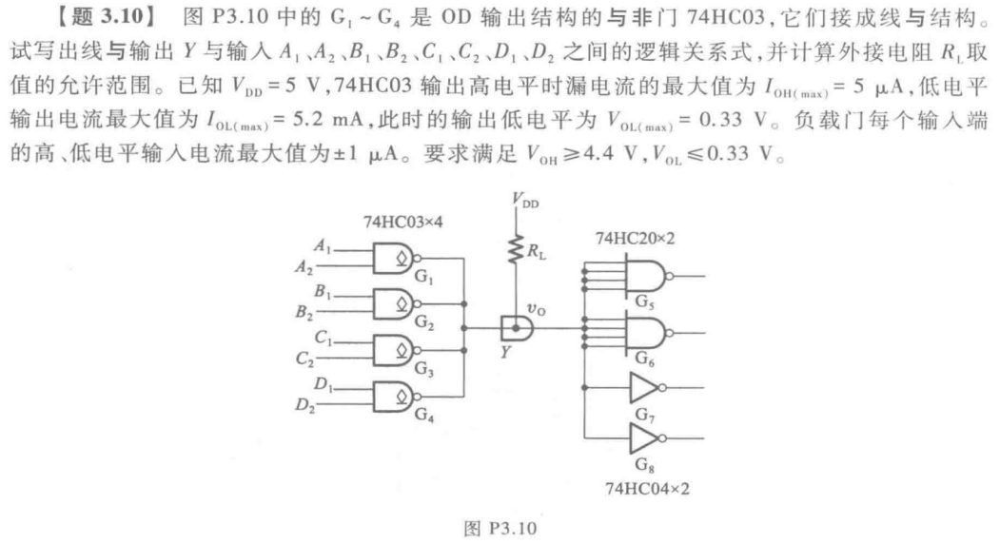 【题 3.10】 图 P3.10 中的 G₁ ~ G₄ 是 OD 输出结构的与非门 74HC03,它们接成线与结构。
试写出线与输出 Y 与输入 A₁、A₂、B₁、B₂、C₁、C₂、D₁、D₂ 之间的逻辑关系式,并计算外接电阻 R_L取
值的允许范围。已知 V_DD = 5 V,74HC03 输出高电平时漏电流的最大值为 I_OH(max) = 5 μA,低电平
输出电流最大值为 I_OL(max) = 5.2 mA,此时的输出低电平为 V_OL(max) = 0.33 V。负载门每个输入端
的高、低电平输入电流最大值为±1 μA。要求满足 V_OH ≥4.4 V,V_OL ≤0.33 V。
V_DD
74HC03×4
74HC20×2
A₁
A₂
G₁
R_L
B₁
B₂
G₂
v_O
G₅
C₁
C₂
G₃
Y
G₆
D₁
D₂
G₄
G₇
G₈
74HC04×2
图 P3.10